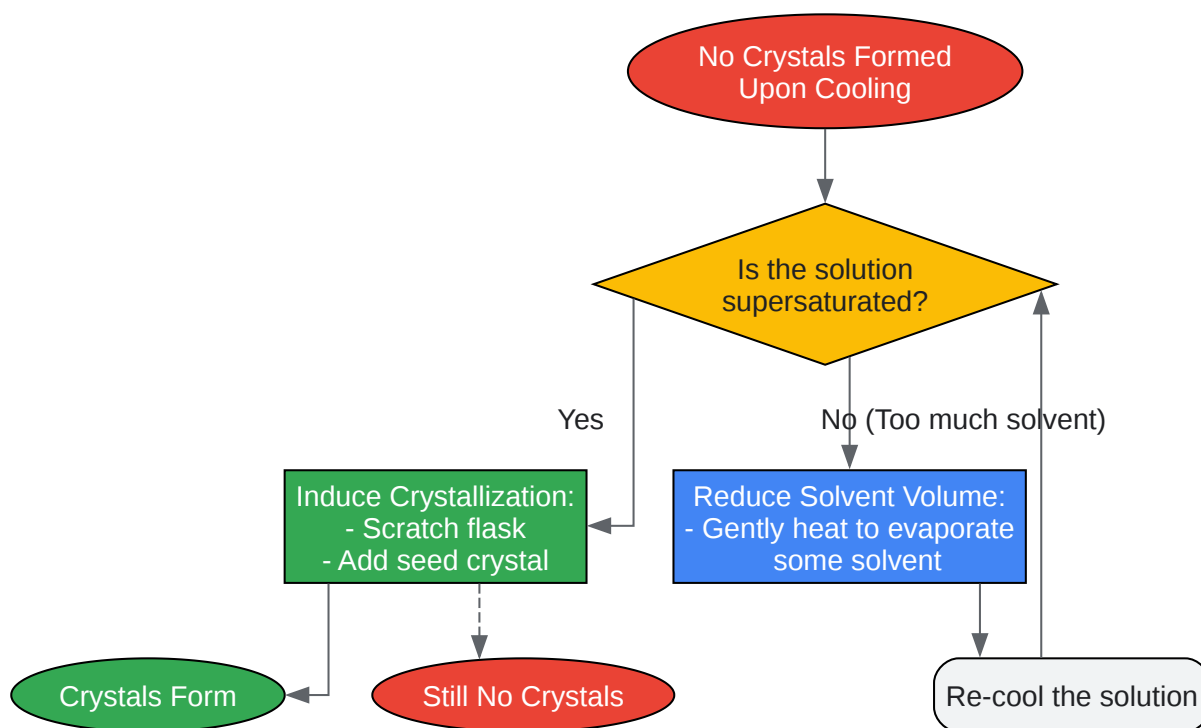 No Crystals Formed
Upon Cooling
Is the solution
supersaturated?
Yes
No (Too much solvent)
Induce Crystallization:
- Scratch flask
- Add seed crystal
Reduce Solvent Volume:
- Gently heat to evaporate
some solvent
Crystals Form
Still No Crystals
Re-cool the solution